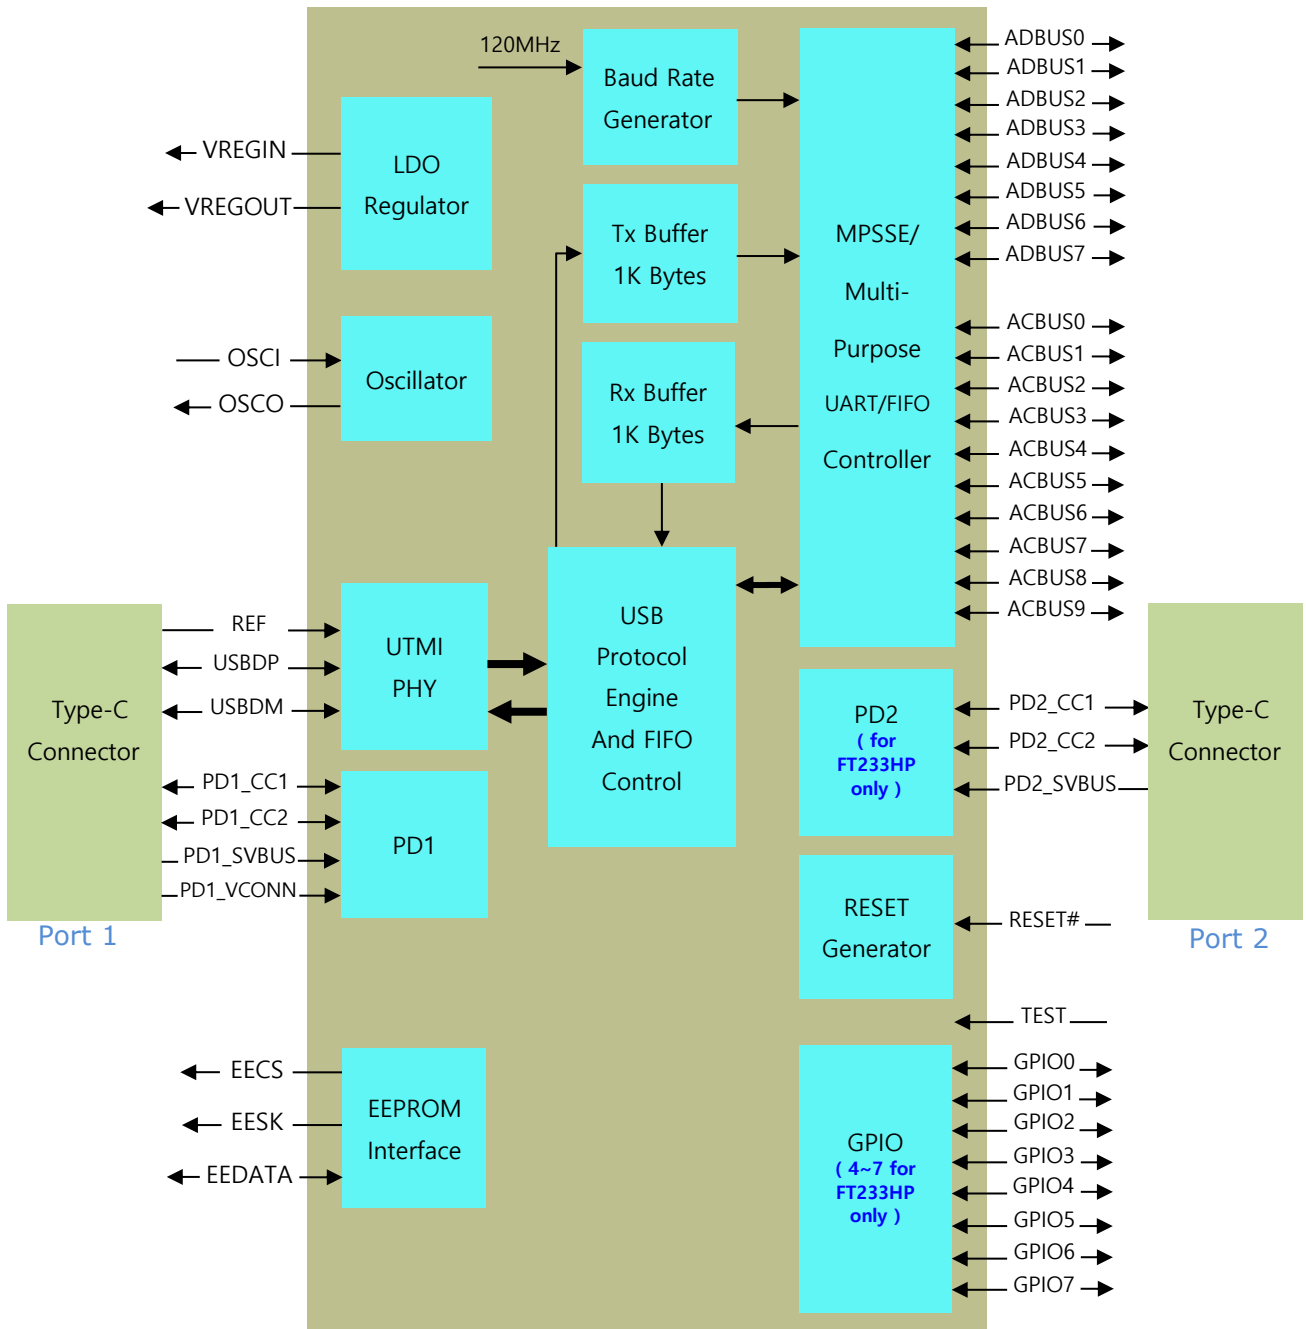 120MHz
Baud Rate
Generator
LDO
Regulator
VREGIN
VREGOUT
Tx Buffer
1K Bytes
OSCI
OSCO
Oscillator
Rx Buffer
1K Bytes
MPSSE/
Multi-
Purpose
UART/FIFO
Controller
ADBUS0
ADBUS1
ADBUS2
ADBUS3
ADBUS4
ADBUS5
ADBUS6
ADBUS7
ACBUS0
ACBUS1
ACBUS2
ACBUS3
ACBUS4
ACBUS5
ACBUS6
ACBUS7
ACBUS8
ACBUS9
Type-C
Connector
Port 1
REF
USBDP
USBDM
UTMI
PHY
USB
Protocol
Engine
And FIFO
Control
PD1_CC1
PD1_CC2
PD1_SVBUS
PD1_VCONN
PD1
PD2
( for
FT233HP
only )
PD2_CC1
PD2_CC2
PD2_SVBUS
Type-C
Connector
Port 2
RESET
Generator
RESET#
TEST
EECS
EESK
EEDATA
EEPROM
Interface
GPIO
( 4~7 for
FT233HP
only )
GPIO0
GPIO1
GPIO2
GPIO3
GPIO4
GPIO5
GPIO6
GPIO7